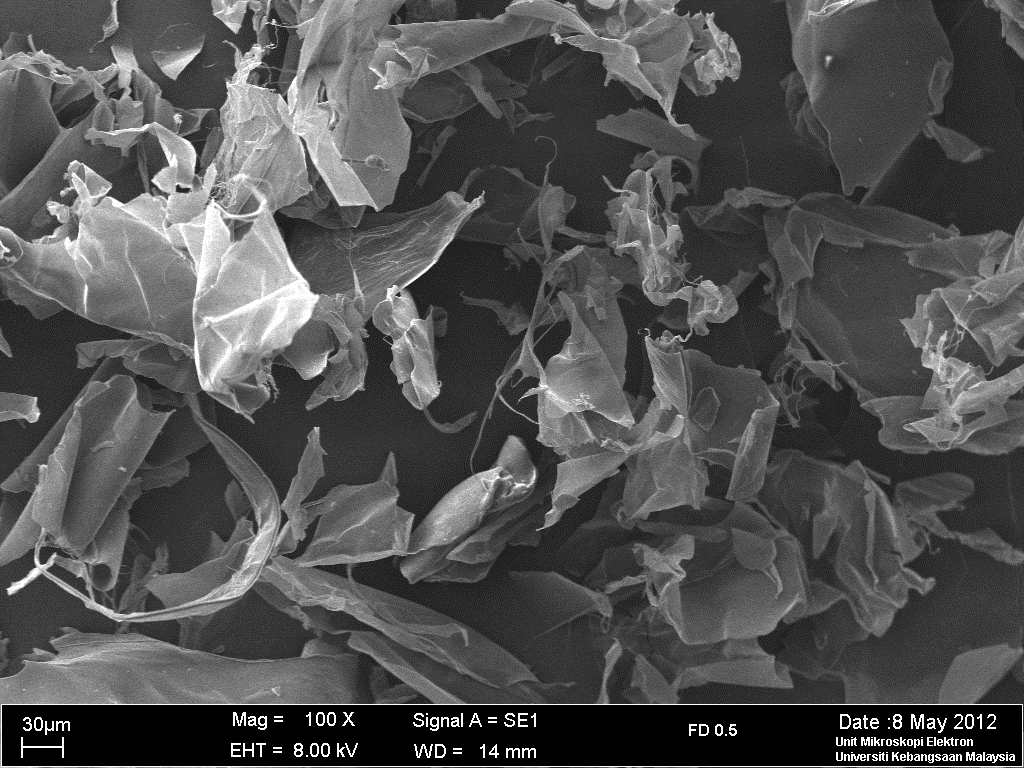 30µm
Mag = 100 X
EHT = 8.00 kV
Signal A = SE1
WD = 14 mm
FD 0.5
Date :8 May 2012
Unit Mikroskopi Elektron
Universiti Kebangsaan Malaysia